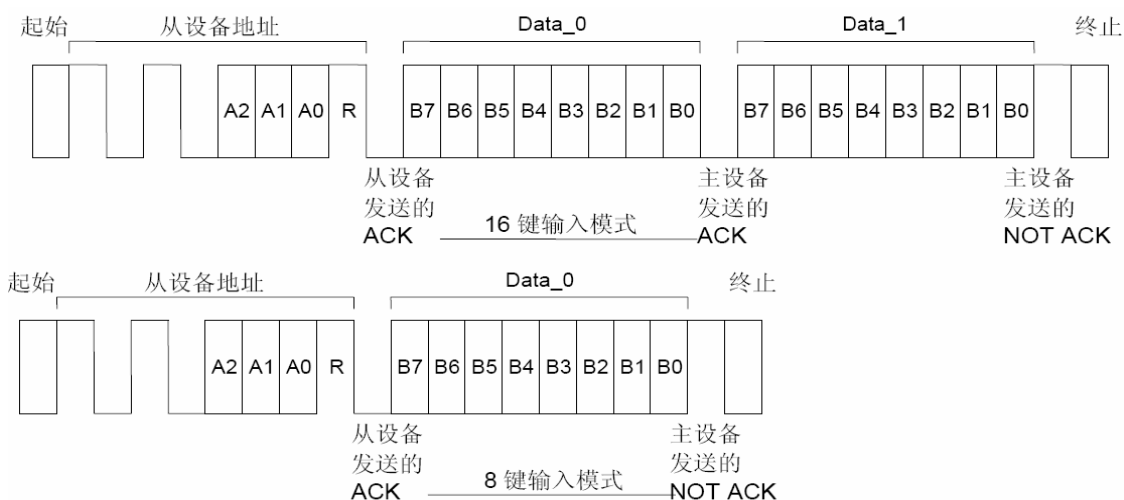 起始 从设备地址 Data_0 Data_1 终止
A2 A1 A0 R B7 B6 B5 B4 B3 B2 B1 B0 B7 B6 B5 B4 B3 B2 B1 B0
从设备 主设备 主设备
发送的 发送的 发送的
ACK 16 键输入模式 ACK NOT ACK
起始 从设备地址 Data_0 终止
A2 A1 A0 R B7 B6 B5 B4 B3 B2 B1 B0
从设备 主设备
发送的 发送的
ACK 8 键输入模式 NOT ACK